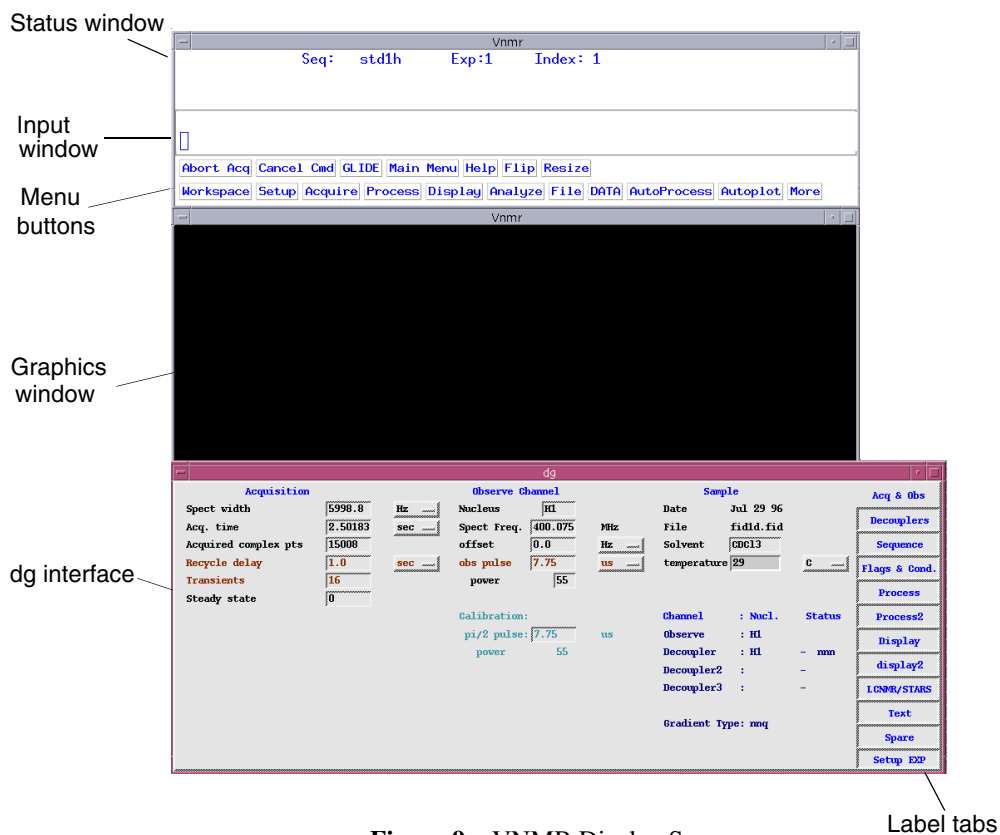 Status window
Vnmr
Seq: std1h Exp:1 Index: 1
Input
window
Abort Acq Cancel Cmd GLIDE Main Menu Help Flip Resize
Menu
buttons
Workspace Setup Acquire Process Display Analyze File DATA AutoProcess Autoplot More
Vnmr
Graphics
window
dg
Acquisition Observe Channel Sample Acq & Obs
Spect width 5998.8 Hz Nucleus H1 Date Jul 29 96
Decouplers
Acq. time 2.50183 sec Spect Freq. 400.075 MHz File fid1d.fid
Acquired complex pts 15008 offset 0.0 Hz Solvent CDCl3 Sequence
dg interface
Recycle delay 1.0 sec obs pulse 7.75 us temperature 29 C Flags & Cond.
Transients 16 power 55
Process
Steady state 0
Calibration: Channel : Nucl. Status Process2
pi/2 pulse: 7.75 us Observe : H1 Display
power 55 Decoupler : H1 - nnn
display2
Decoupler2 : -
Decoupler3 : - LCNMR/STARS
Text
Gradient Type: nnq
Spare
Setup EXP
Label tabs